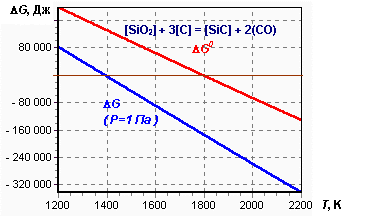 ΔG, Дж
[SiO₂] + 3[C] = [SiC] + 2(CO)
ΔG⁰
80 000
ΔG
(P=1 Па)
- 80 000
- 160 000
- 240 000
- 320 000
1200 1400 1600 1800 2000 2200 T, K